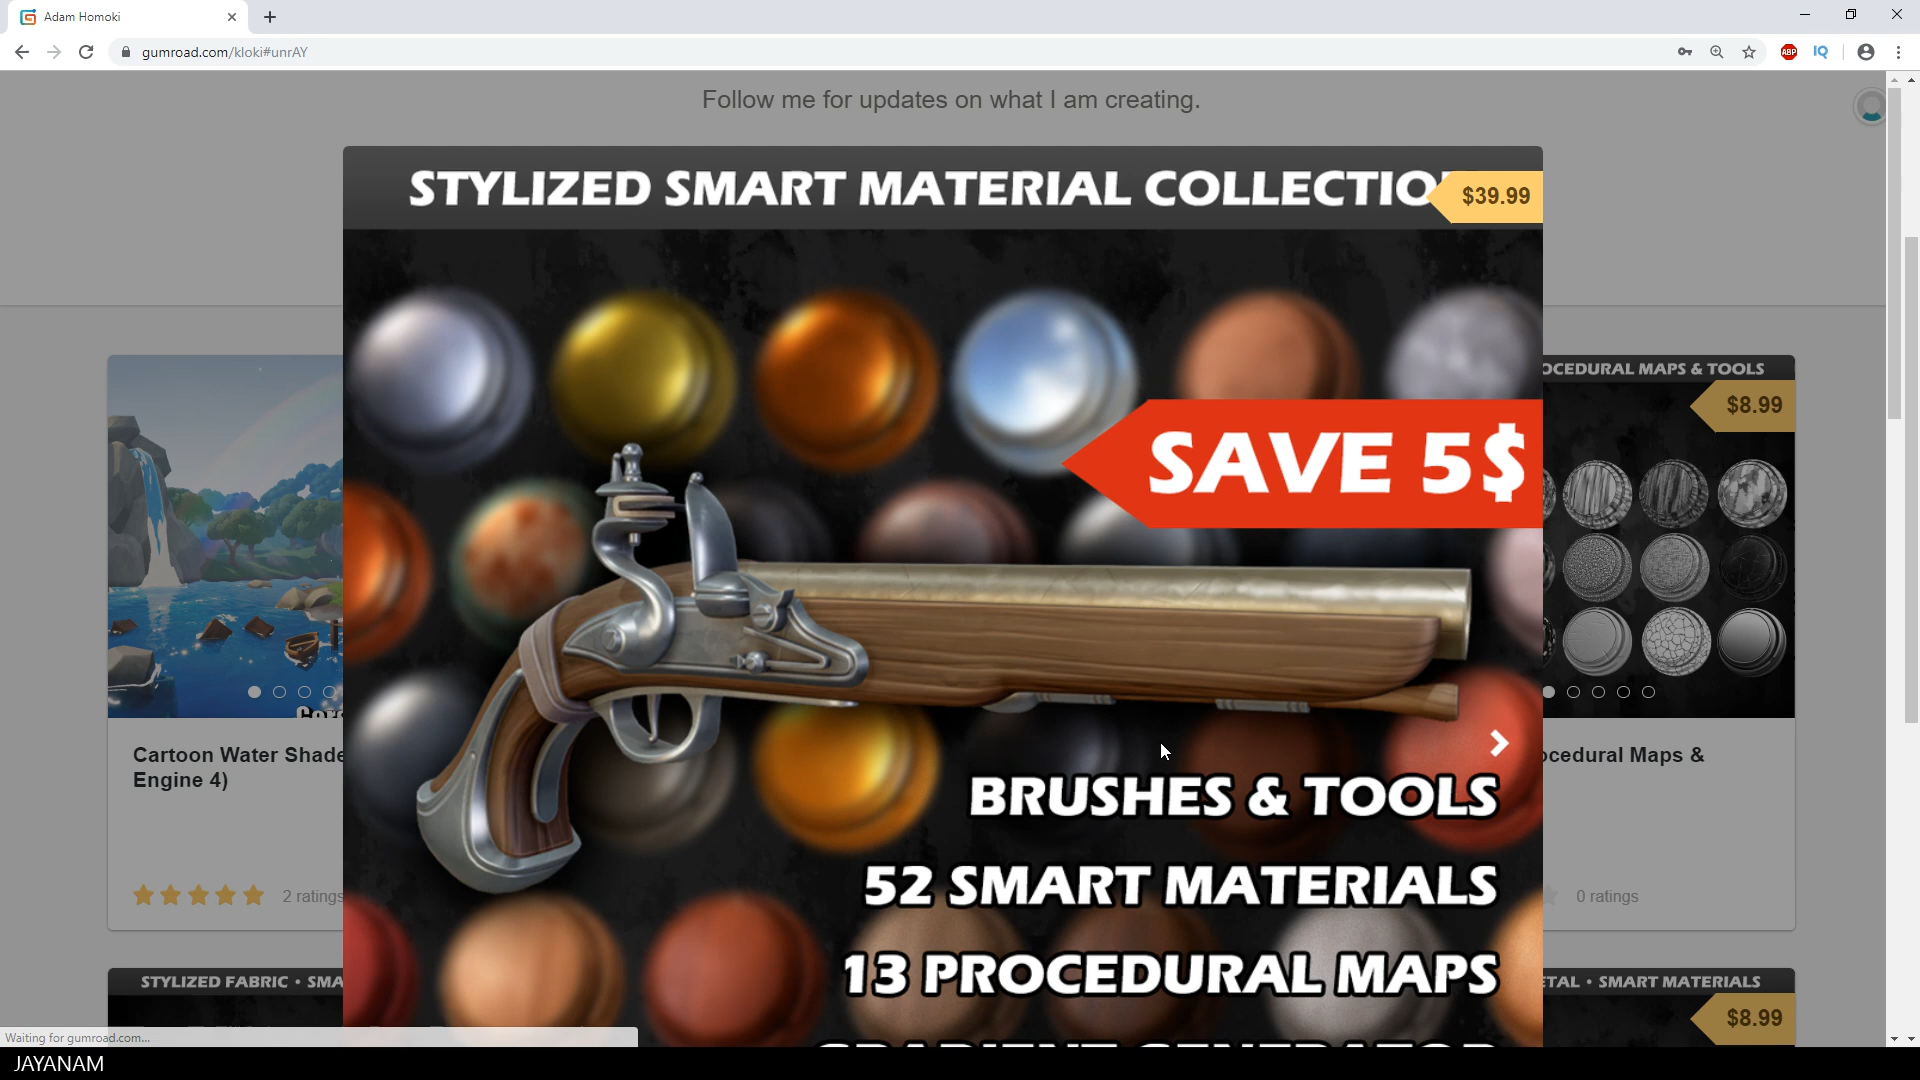 Adam Homoki
gumroad.com/kloki#unrAY
ABP
IQ
Follow me for updates on what I am creating.
STYLIZED SMART MATERIAL COLLECTIO
$39.99
SAVE 5$
BRUSHES & TOOLS
52 SMART MATERIALS
13 PROCEDURAL MAPS
OCEDURAL MAPS & TOOLS
$8.99
Cartoon Water Shade
Engine 4)
2 ratings
ocedural Maps &
0 ratings
STYLIZED FABRIC • SMA
ETAL • SMART MATERIALS
$8.99
Waiting for gumroad.com...
JAYANAM